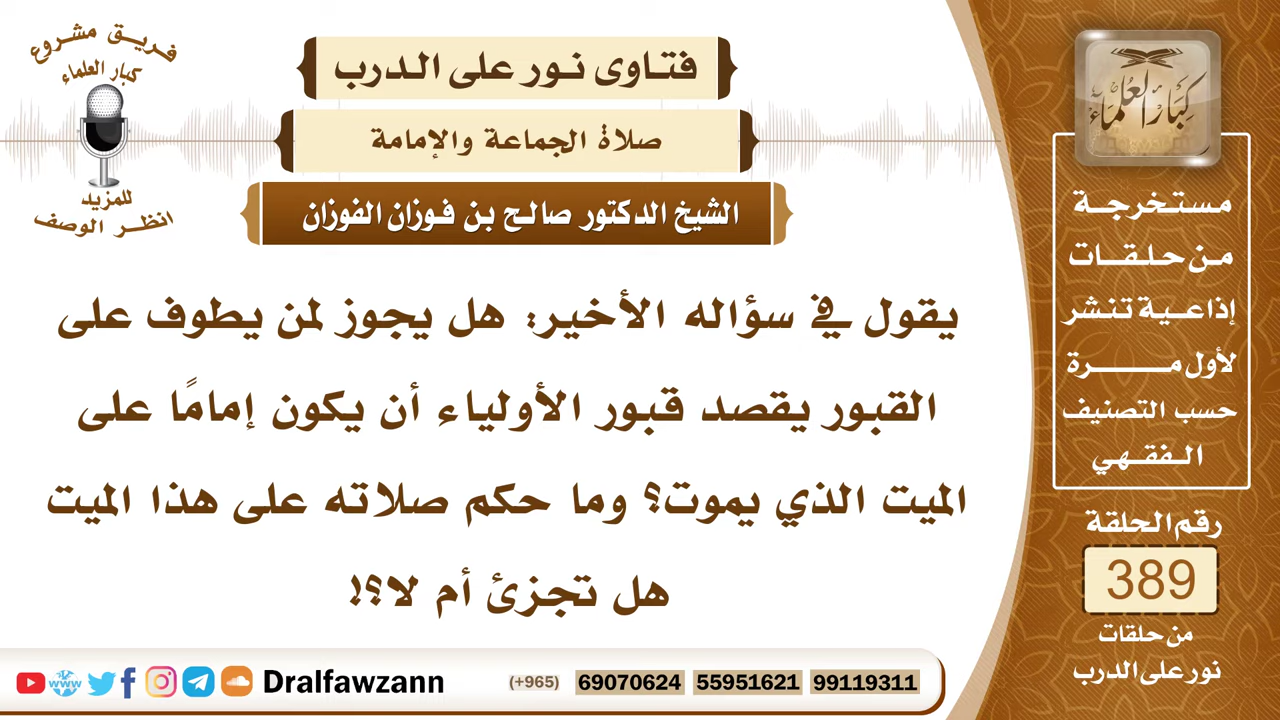 فريق مشروع
كبار العلماء
للمزيد
انظر الوصف
فتاوى نور على الدرب
صلاة الجماعة والإمامة
الشيخ الدكتور صالح بن فوزان الفوزان
يقول في سؤاله الأخير: هل يجوز لمن يطوف على
القبور يقصد قبور الأولياء أن يكون إمامًا على
الميت الذي يموت؟ وما حكم صلاته على هذا الميت
هل تجزئ أم لا؟!
كبار العلماء
مستخرجة
من حلقات
إذاعية تنشر
لأول مرة
حسب التصنيف
الفقهي
رقم الحلقة
389
من حلقات
نور على الدرب
www Dralfawzann (+965) 69070624 55951621 99119311